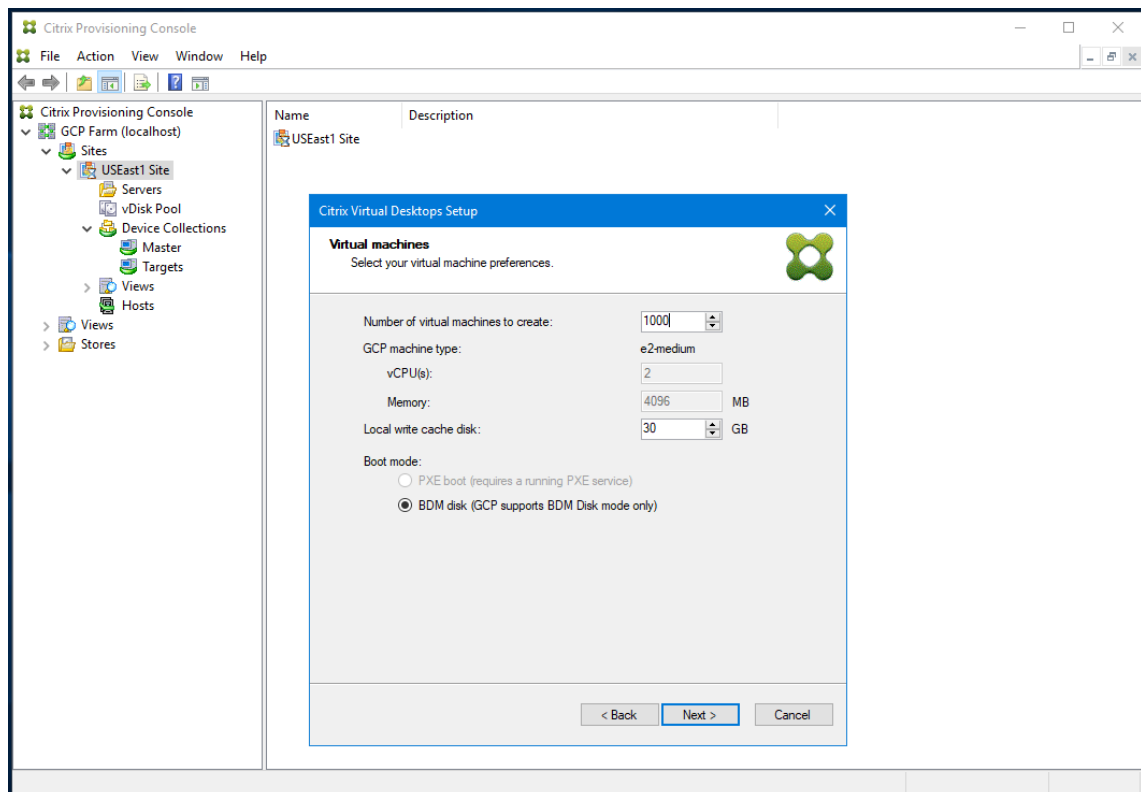 Citrix Provisioning Console
File Action View Window Help
Citrix Provisioning Console
GCP Farm (localhost)
Sites
USEast1 Site
Servers
vDisk Pool
Device Collections
Master
Targets
Views
Hosts
Views
Stores
Name Description
USEast1 Site
Citrix Virtual Desktops Setup
Virtual machines
Select your virtual machine preferences.
Number of virtual machines to create: 1000
GCP machine type: e2-medium
vCPU(s): 2
Memory: 4096 MB
Local write cache disk: 30 GB
Boot mode:
PXE boot (requires a running PXE service)
BDM disk (GCP supports BDM Disk mode only)
< Back Next > Cancel